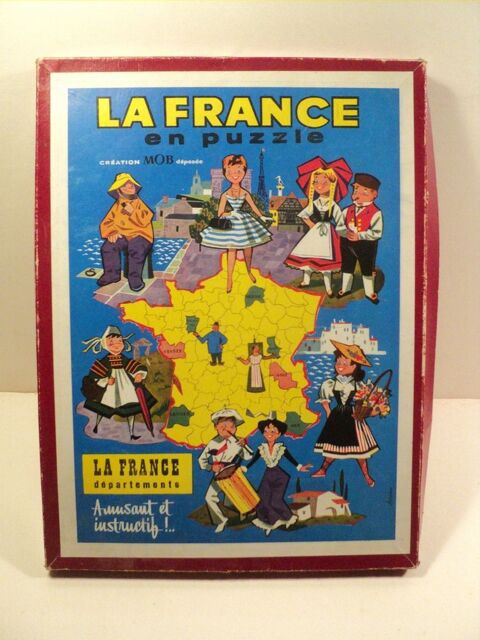 LA FRANCE
en puzzle
CRÉATION MOB déposée
LA FRANCE
départements
Amusant et
instructif !..